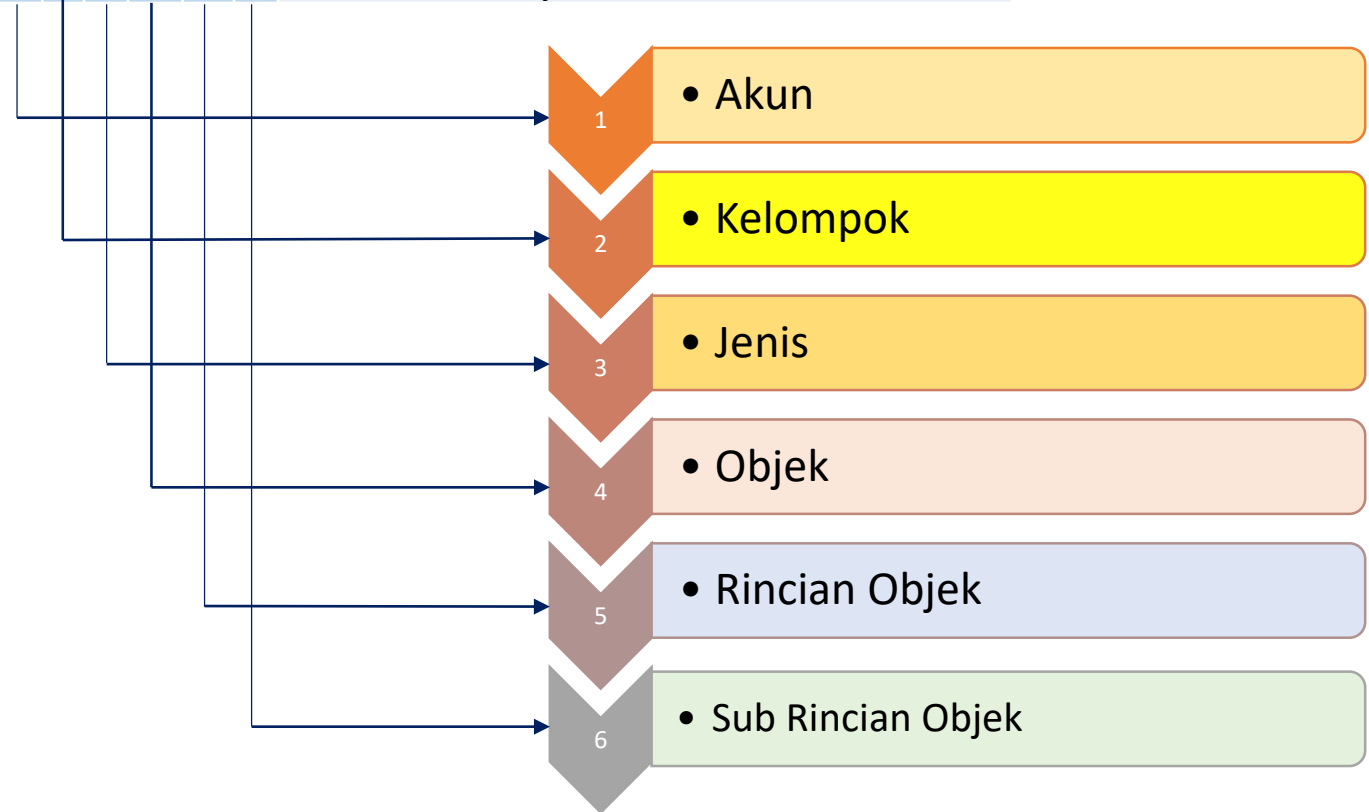 1
• Akun
2
• Kelompok
3
• Jenis
4
• Objek
5
• Rincian Objek
6
• Sub Rincian Objek